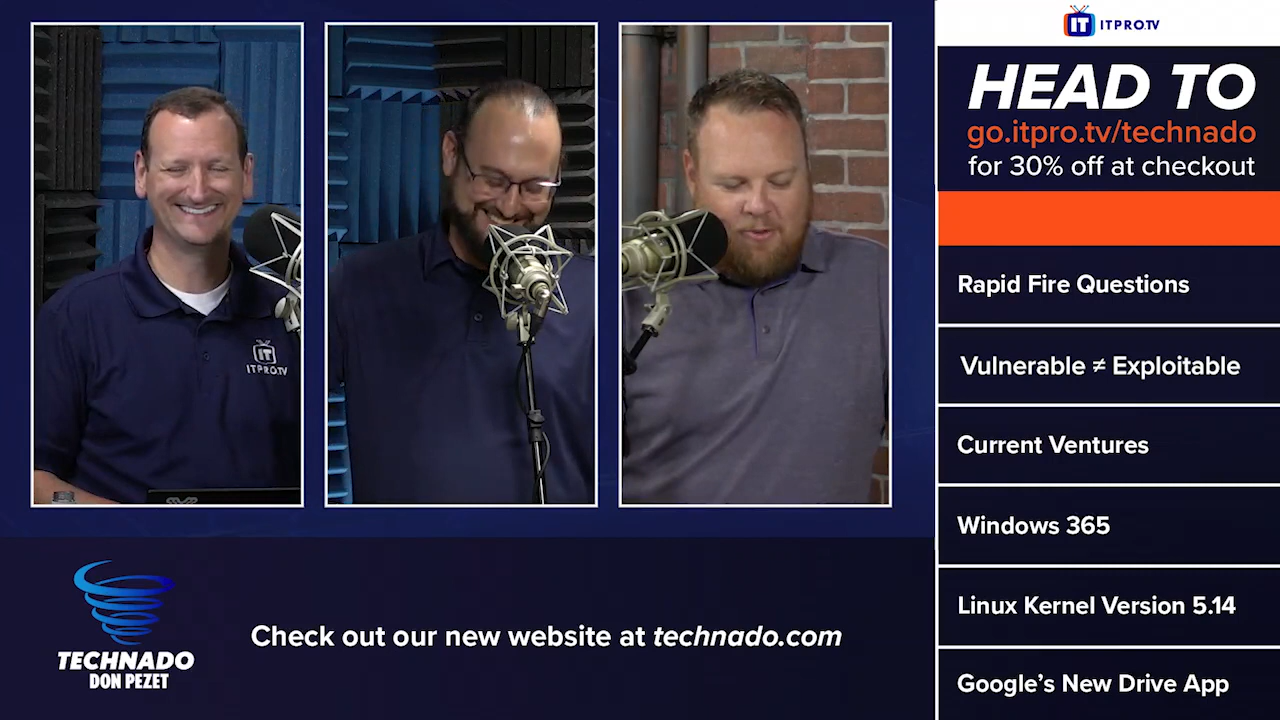 IT ITPRO.TV
HEAD TO
go.itpro.tv/technado
for 30% off at checkout
Rapid Fire Questions
Vulnerable ≠ Exploitable
Current Ventures
Windows 365
Linux Kernel Version 5.14
Google's New Drive App
IT
ITPRO.TV
Check out our new website at technado.com
TECHNADO
DON PEZET